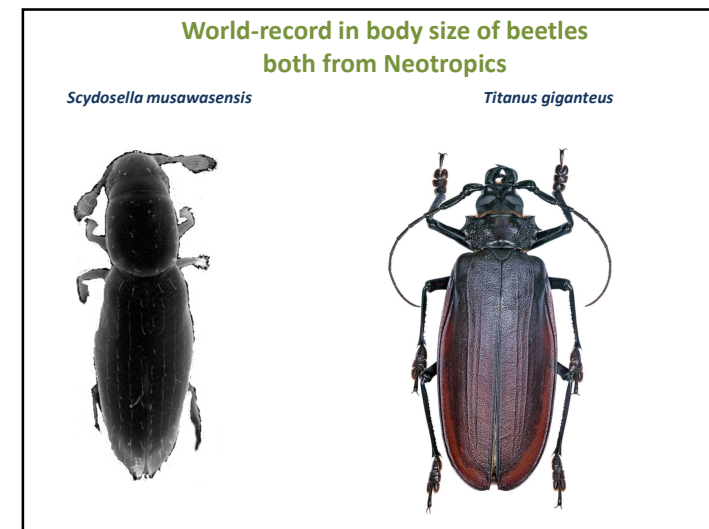 World-record in body size of beetles
both from Neotropics
Scydosella musawasensis
Titanus giganteus